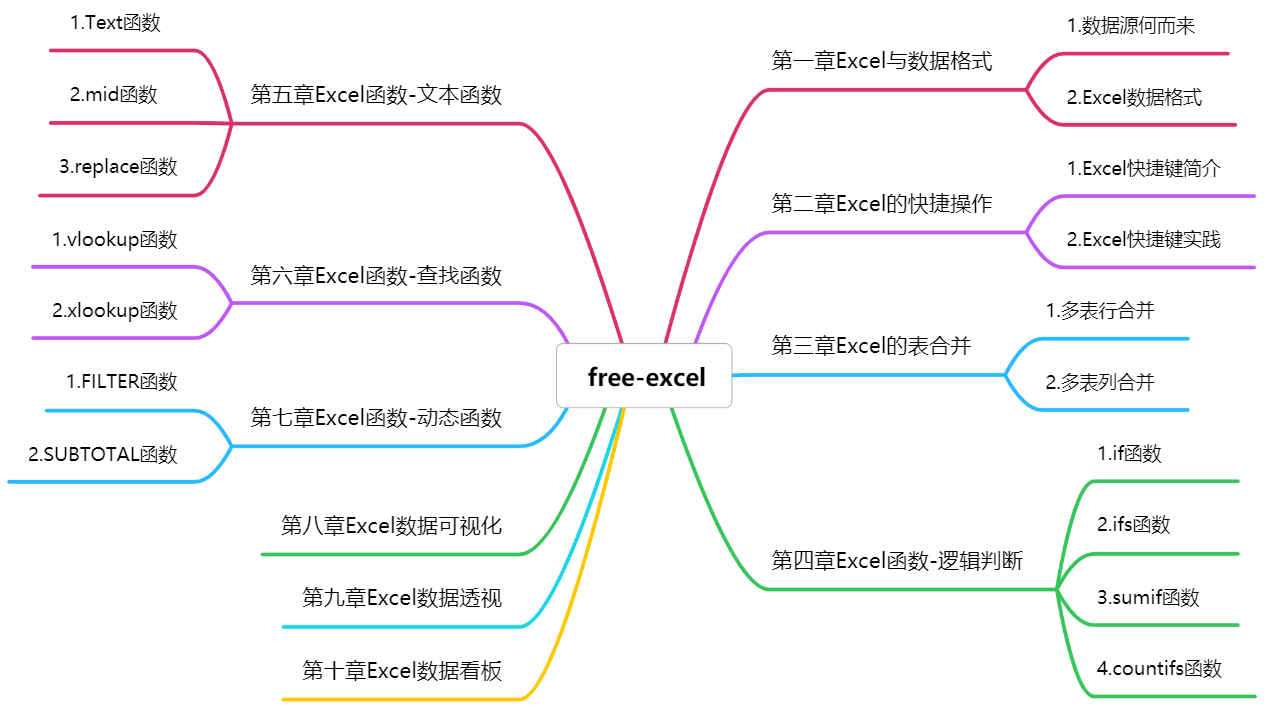 free-excel
第一章Excel与数据格式
1.数据源何而来
2.Excel数据格式
第二章Excel的快捷操作
1.Excel快捷键简介
2.Excel快捷键实践
第三章Excel的表合并
1.多表行合并
2.多表列合并
第四章Excel函数-逻辑判断
1.if函数
2.ifs函数
3.sumif函数
4.countifs函数
第五章Excel函数-文本函数
1.Text函数
2.mid函数
3.replace函数
第六章Excel函数-查找函数
1.vlookup函数
2.xlookup函数
第七章Excel函数-动态函数
1.FILTER函数
2.SUBTOTAL函数
第八章Excel数据可视化
第九章Excel数据透视
第十章Excel数据看板